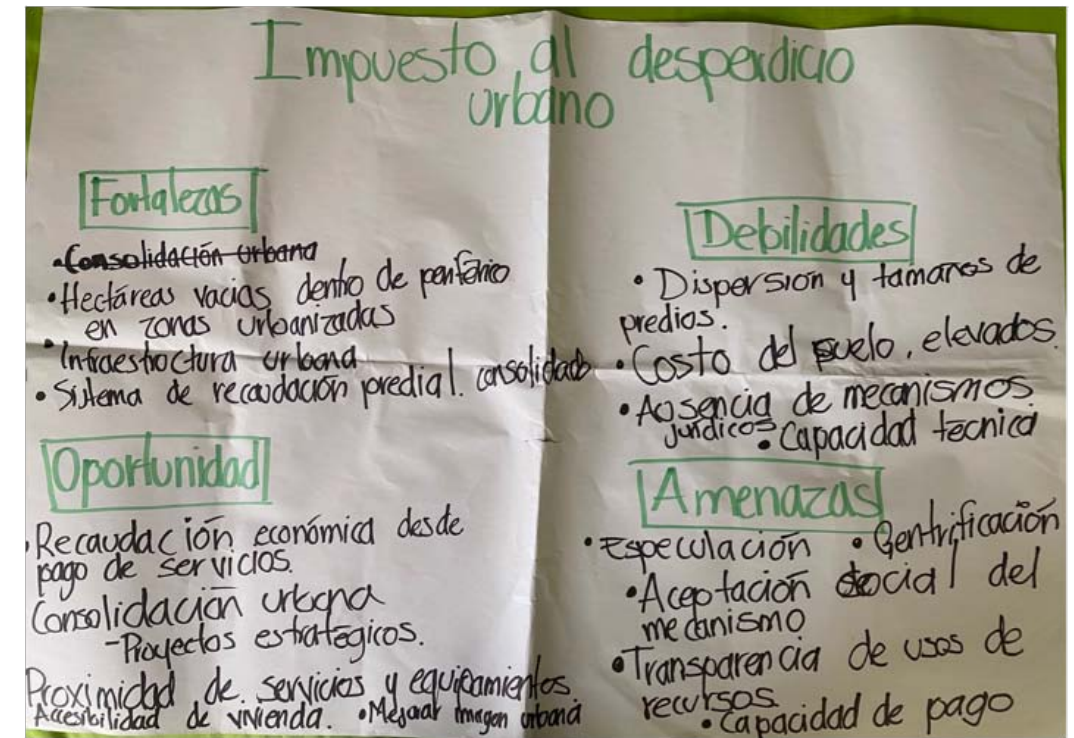 Impuesto al desperdicio
urbano
Fortalezas
• Consolidación urbana
• Hectáreas vacias dentro de periférico
en zonas urbanizadas
• Infraestructura urbana
• Sistema de recaudación predial. consolidado
Debilidades
• Dispersión y tamaños de
predios.
• Costo del suelo, elevados.
• Ausencia de mecanismos
jurídicos • Capacidad tecnica
Oportunidad
• Recaudación económica desde
pago de servicios.
Consolidación urbana
- Proyectos estratégicos.
Proximidad de servicios y equipamientos.
Accesibilidad de vivienda. • Mejorar imagen urbana
Amenazas
• Especulación • Gentrificación
• Aceptación social del
mecanismo
• Transparencia de usos de
recursos
• Capacidad de pago